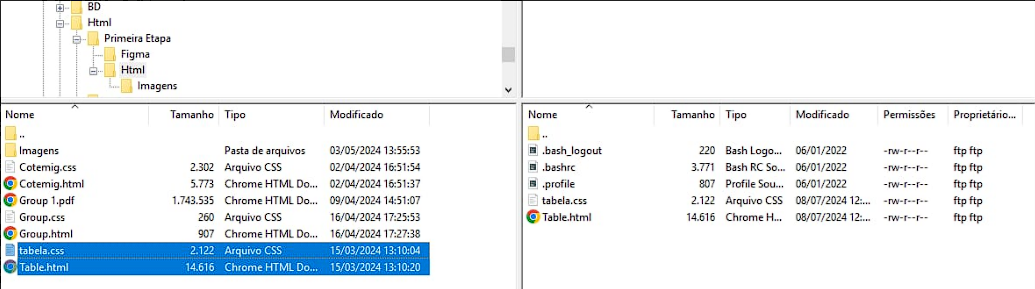 BD
Html
Primeira Etapa
Figma
Html
Imagens
Nome Tamanho Tipo Modificado
..
Imagens Pasta de arquivos 03/05/2024 13:55:53
Cotemig.css 2.302 Arquivo CSS 02/04/2024 16:51:54
Cotemig.html 5.773 Chrome HTML Do... 02/04/2024 16:51:37
Group 1.pdf 1.743.535 Chrome HTML Do... 09/04/2024 14:51:07
Group.css 260 Arquivo CSS 16/04/2024 17:25:53
Group.html 907 Chrome HTML Do... 16/04/2024 17:27:38
tabela.css 2.122 Arquivo CSS 15/03/2024 13:10:04
Table.html 14.616 Chrome HTML Do... 15/03/2024 13:10:20
Nome Tamanho Tipo Modificado Permissões Proprietário...
..
.bash_logout 220 Bash Logo... 06/01/2022 -rw-r--r-- ftp ftp
.bashrc 3.771 Bash RC So... 06/01/2022 -rw-r--r-- ftp ftp
.profile 807 Profile Sou... 06/01/2022 -rw-r--r-- ftp ftp
tabela.css 2.122 Arquivo CSS 08/07/2024 12:... -rw-r--r-- ftp ftp
Table.html 14.616 Chrome H... 08/07/2024 12:... -rw-r--r-- ftp ftp